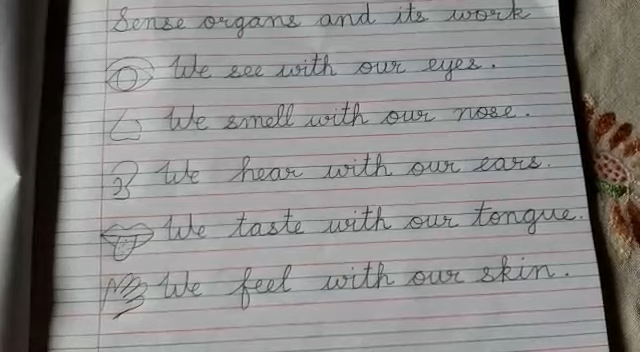 Sense organs and its work
We see with our eyes.
We smell with our nose.
We hear with our ears.
We taste with our tongue.
We feel with our skin.